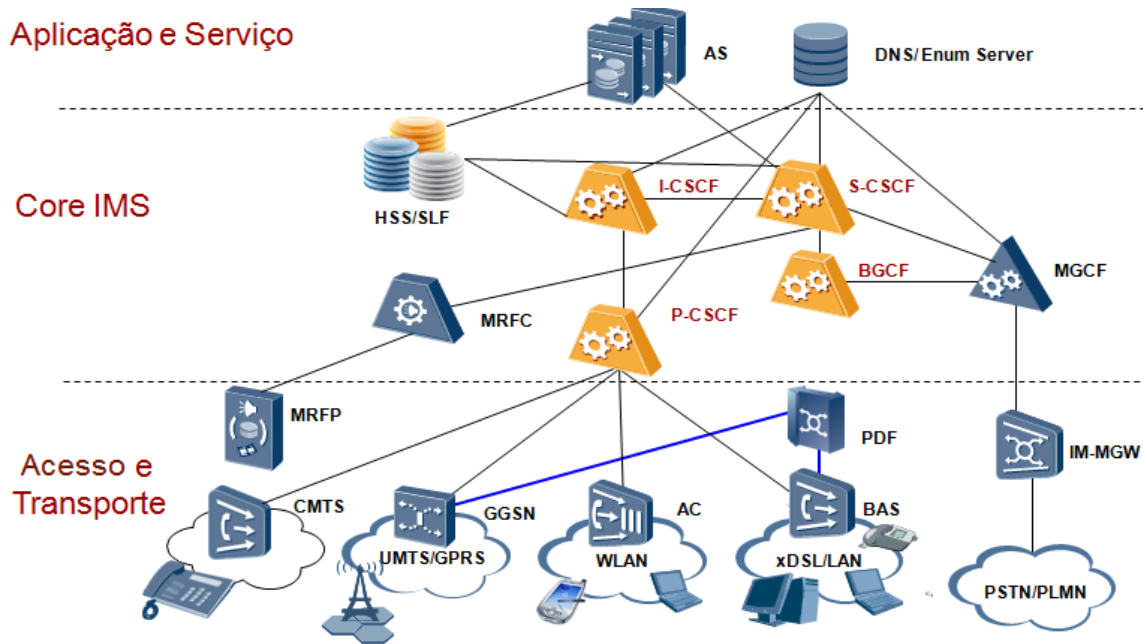 Aplicação e Serviço
AS
DNS/Enum Server
HSS/SLF
I-CSCF
S-CSCF
Core IMS
MRFC
BGCF
MGCF
P-CSCF
MRFP
PDF
IM-MGW
Acesso e
Transporte
CMTS
GGSN
AC
BAS
UMTS/GPRS
WLAN
xDSL/LAN
PSTN/PLMN